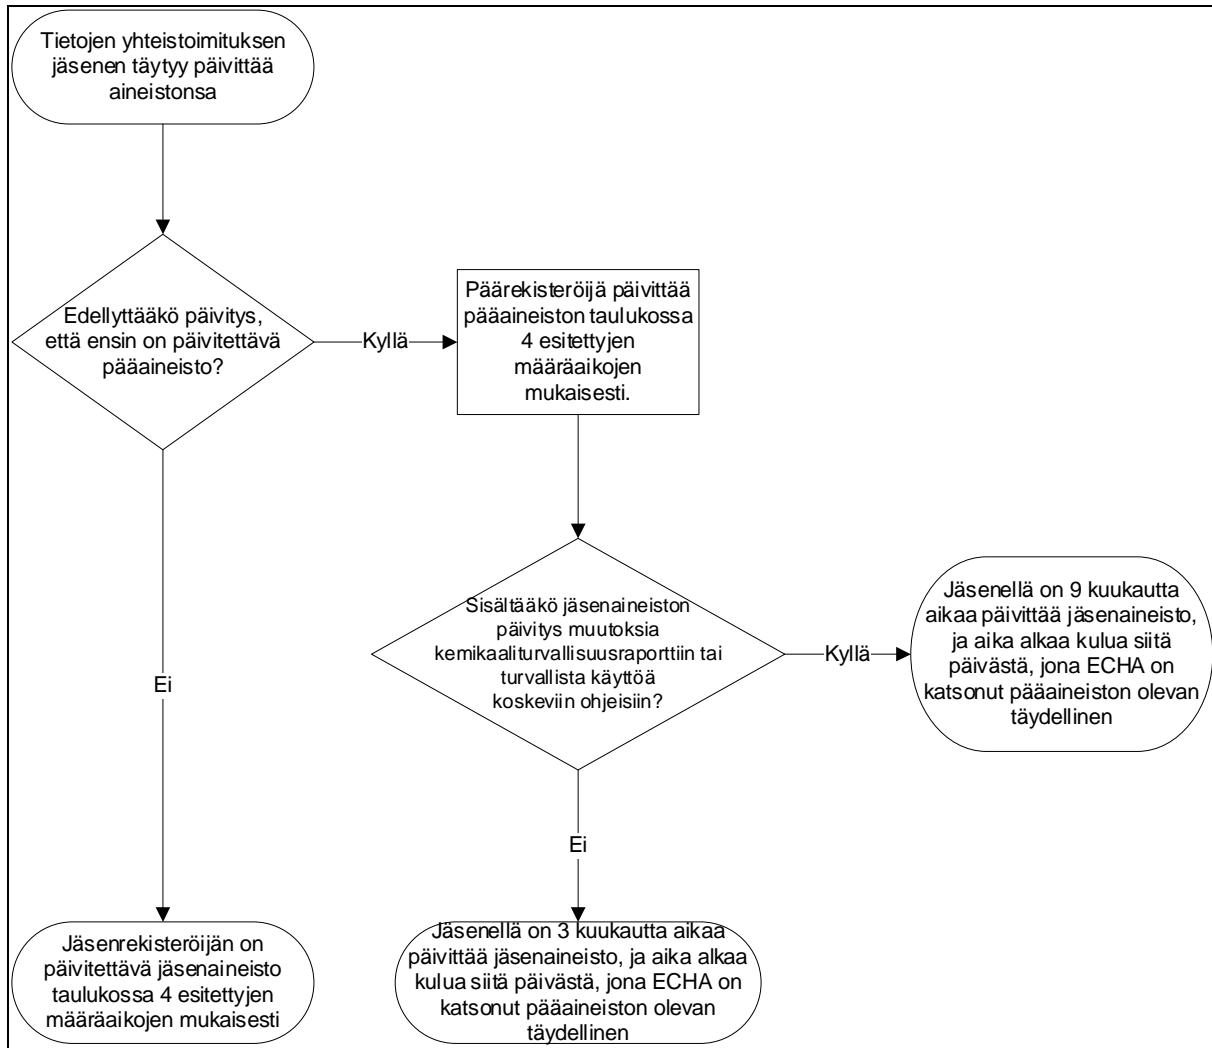 Tietojen yhteistoimituksen
jäsenen täytyy päivittää
aineistonsa
Edellyttääkö päivitys,
että ensin on päivitettävä
pääaineisto?
Kyllä
Päärekisteröijä päivittää
pääaineiston taulukossa
4 esitettyjen
määräaikojen
mukaisesti.
Sisältääkö jäsenaineiston
päivitys muutoksia
kemikaaliturvallisuusraporttiin tai
turvallista käyttöä
koskeviin ohjeisiin?
Kyllä
Jäsenellä on 9 kuukautta
aikaa päivittää jäsenaineisto,
ja aika alkaa kulua siitä
päivästä, jona ECHA on
katsonut pääaineiston olevan
täydellinen
Ei
Ei
Jäsenrekisteröijän on
päivitettävä jäsenaineisto
taulukossa 4 esitettyjen
määräaikojen mukaisesti
Jäsenellä on 3 kuukautta aikaa
päivittää jäsenaineisto, ja aika alkaa
kulua siitä päivästä, jona ECHA on
katsonut pääaineiston olevan
täydellinen